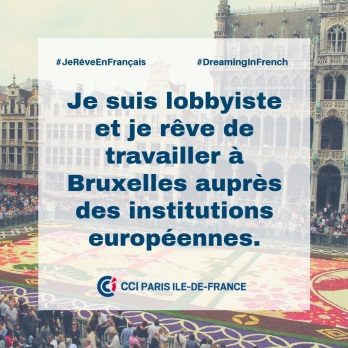 #JeRêveEnFrançais #DreamingInFrench
Je suis lobbyiste
et je rêve de
travailler à
Bruxelles auprès
des institutions
européennes.
CCI PARIS ILE-DE-FRANCE